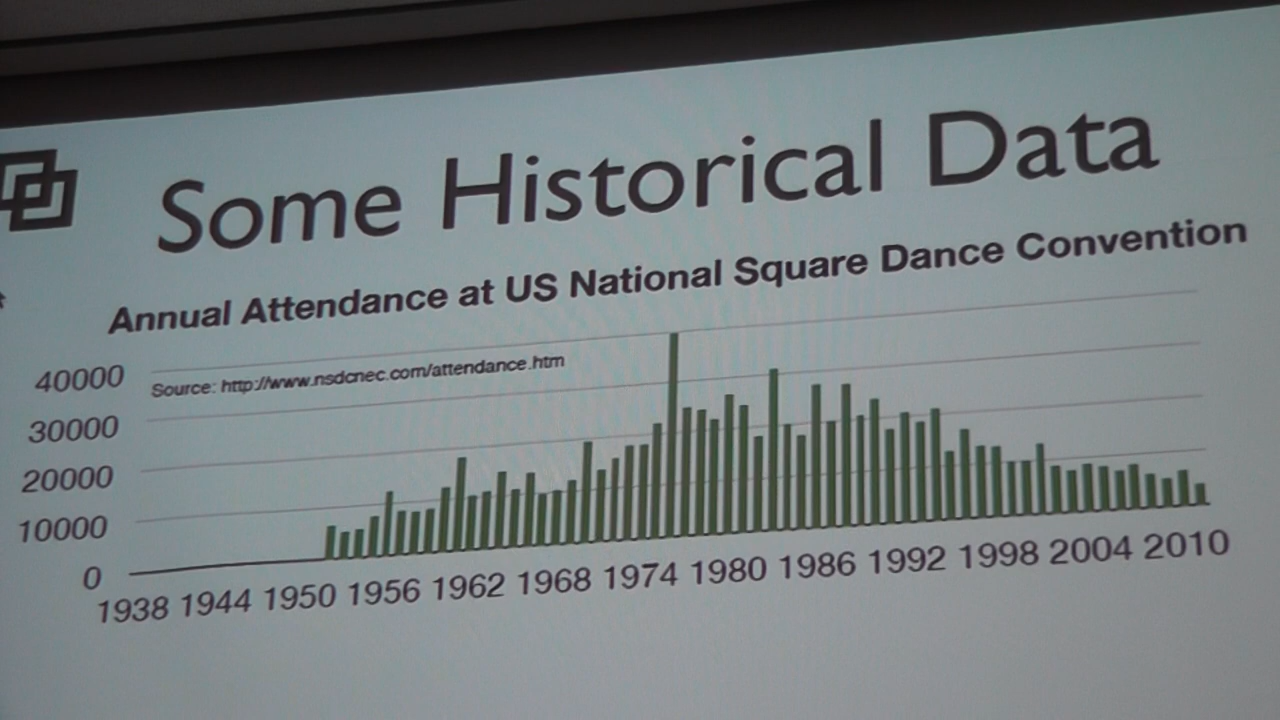 Some Historical Data
Annual Attendance at US National Square Dance Convention
Source: http://www.nsdcnec.com/attendance.htm
40000
30000
20000
10000
0
1938 1944 1950 1956 1962 1968 1974 1980 1986 1992 1998 2004 2010